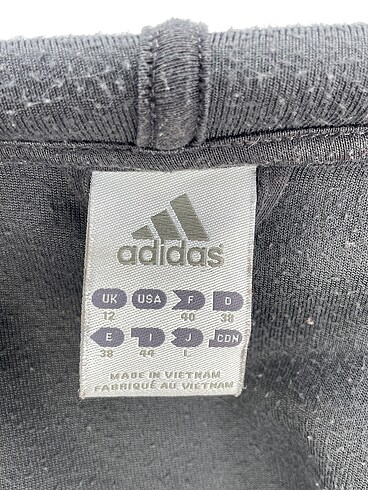 adidas
UK USA F D
12 40 38
E I J CDN
38 44 L
MADE IN VIETNAM
FABRIQUÉ AU VIETNAM